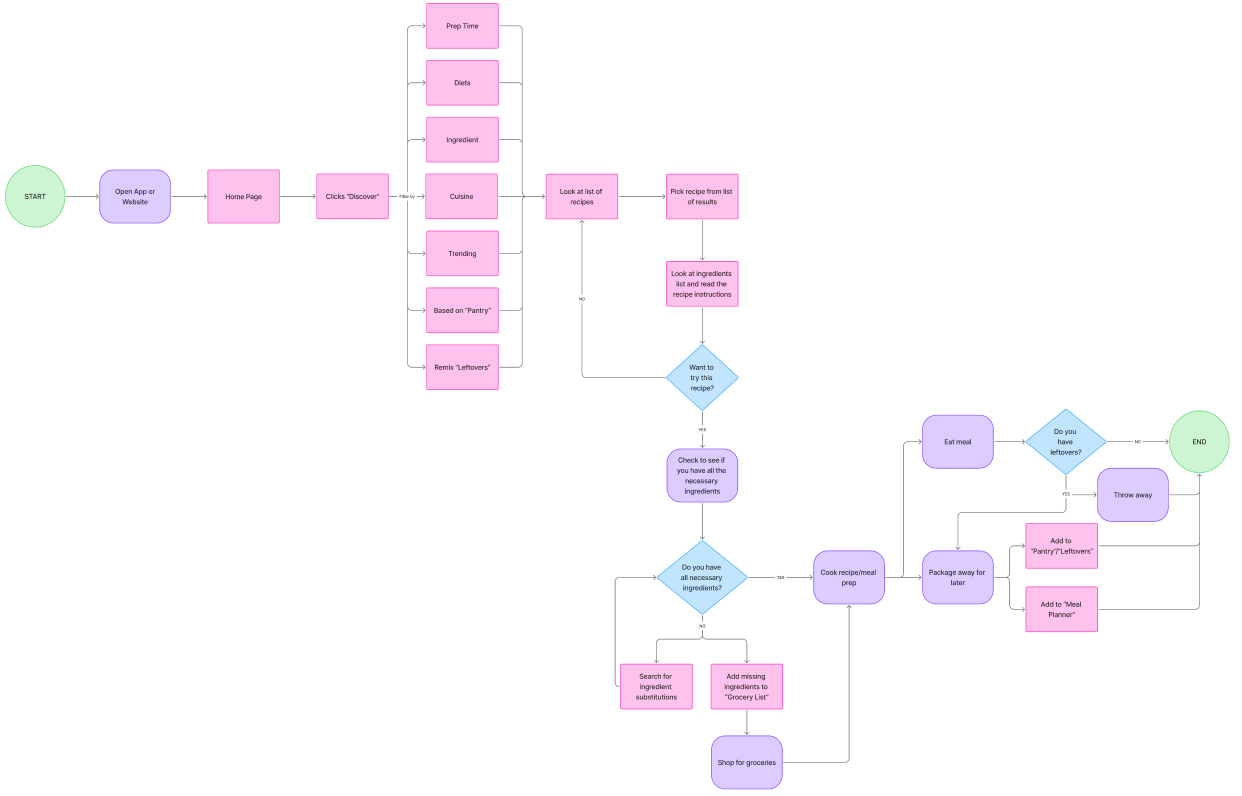 Prep Time
Diets
Ingredient
START
Open App or
Website
Home Page
Clicks "Discover"
Filter by
Cuisine
Trending
Based on "Pantry"
Remix "Leftovers"
Look at list of
recipes
Pick recipe from list
of results
Look at ingredients
list and read the
recipe instructions
NO
Want to
try this
recipe?
YES
Check to see if
you have all the
necessary
ingredients
Do you have
all necessary
ingredients?
YES
NO
Search for
ingredient
substitutions
Add missing
ingredients to
"Grocery List"
Shop for groceries
Cook recipe/meal
prep
Eat meal
Do you
have
leftovers?
NO
END
YES
Throw away
Package away for
later
Add to
"Pantry"/"Leftovers"
Add to "Meal
Planner"